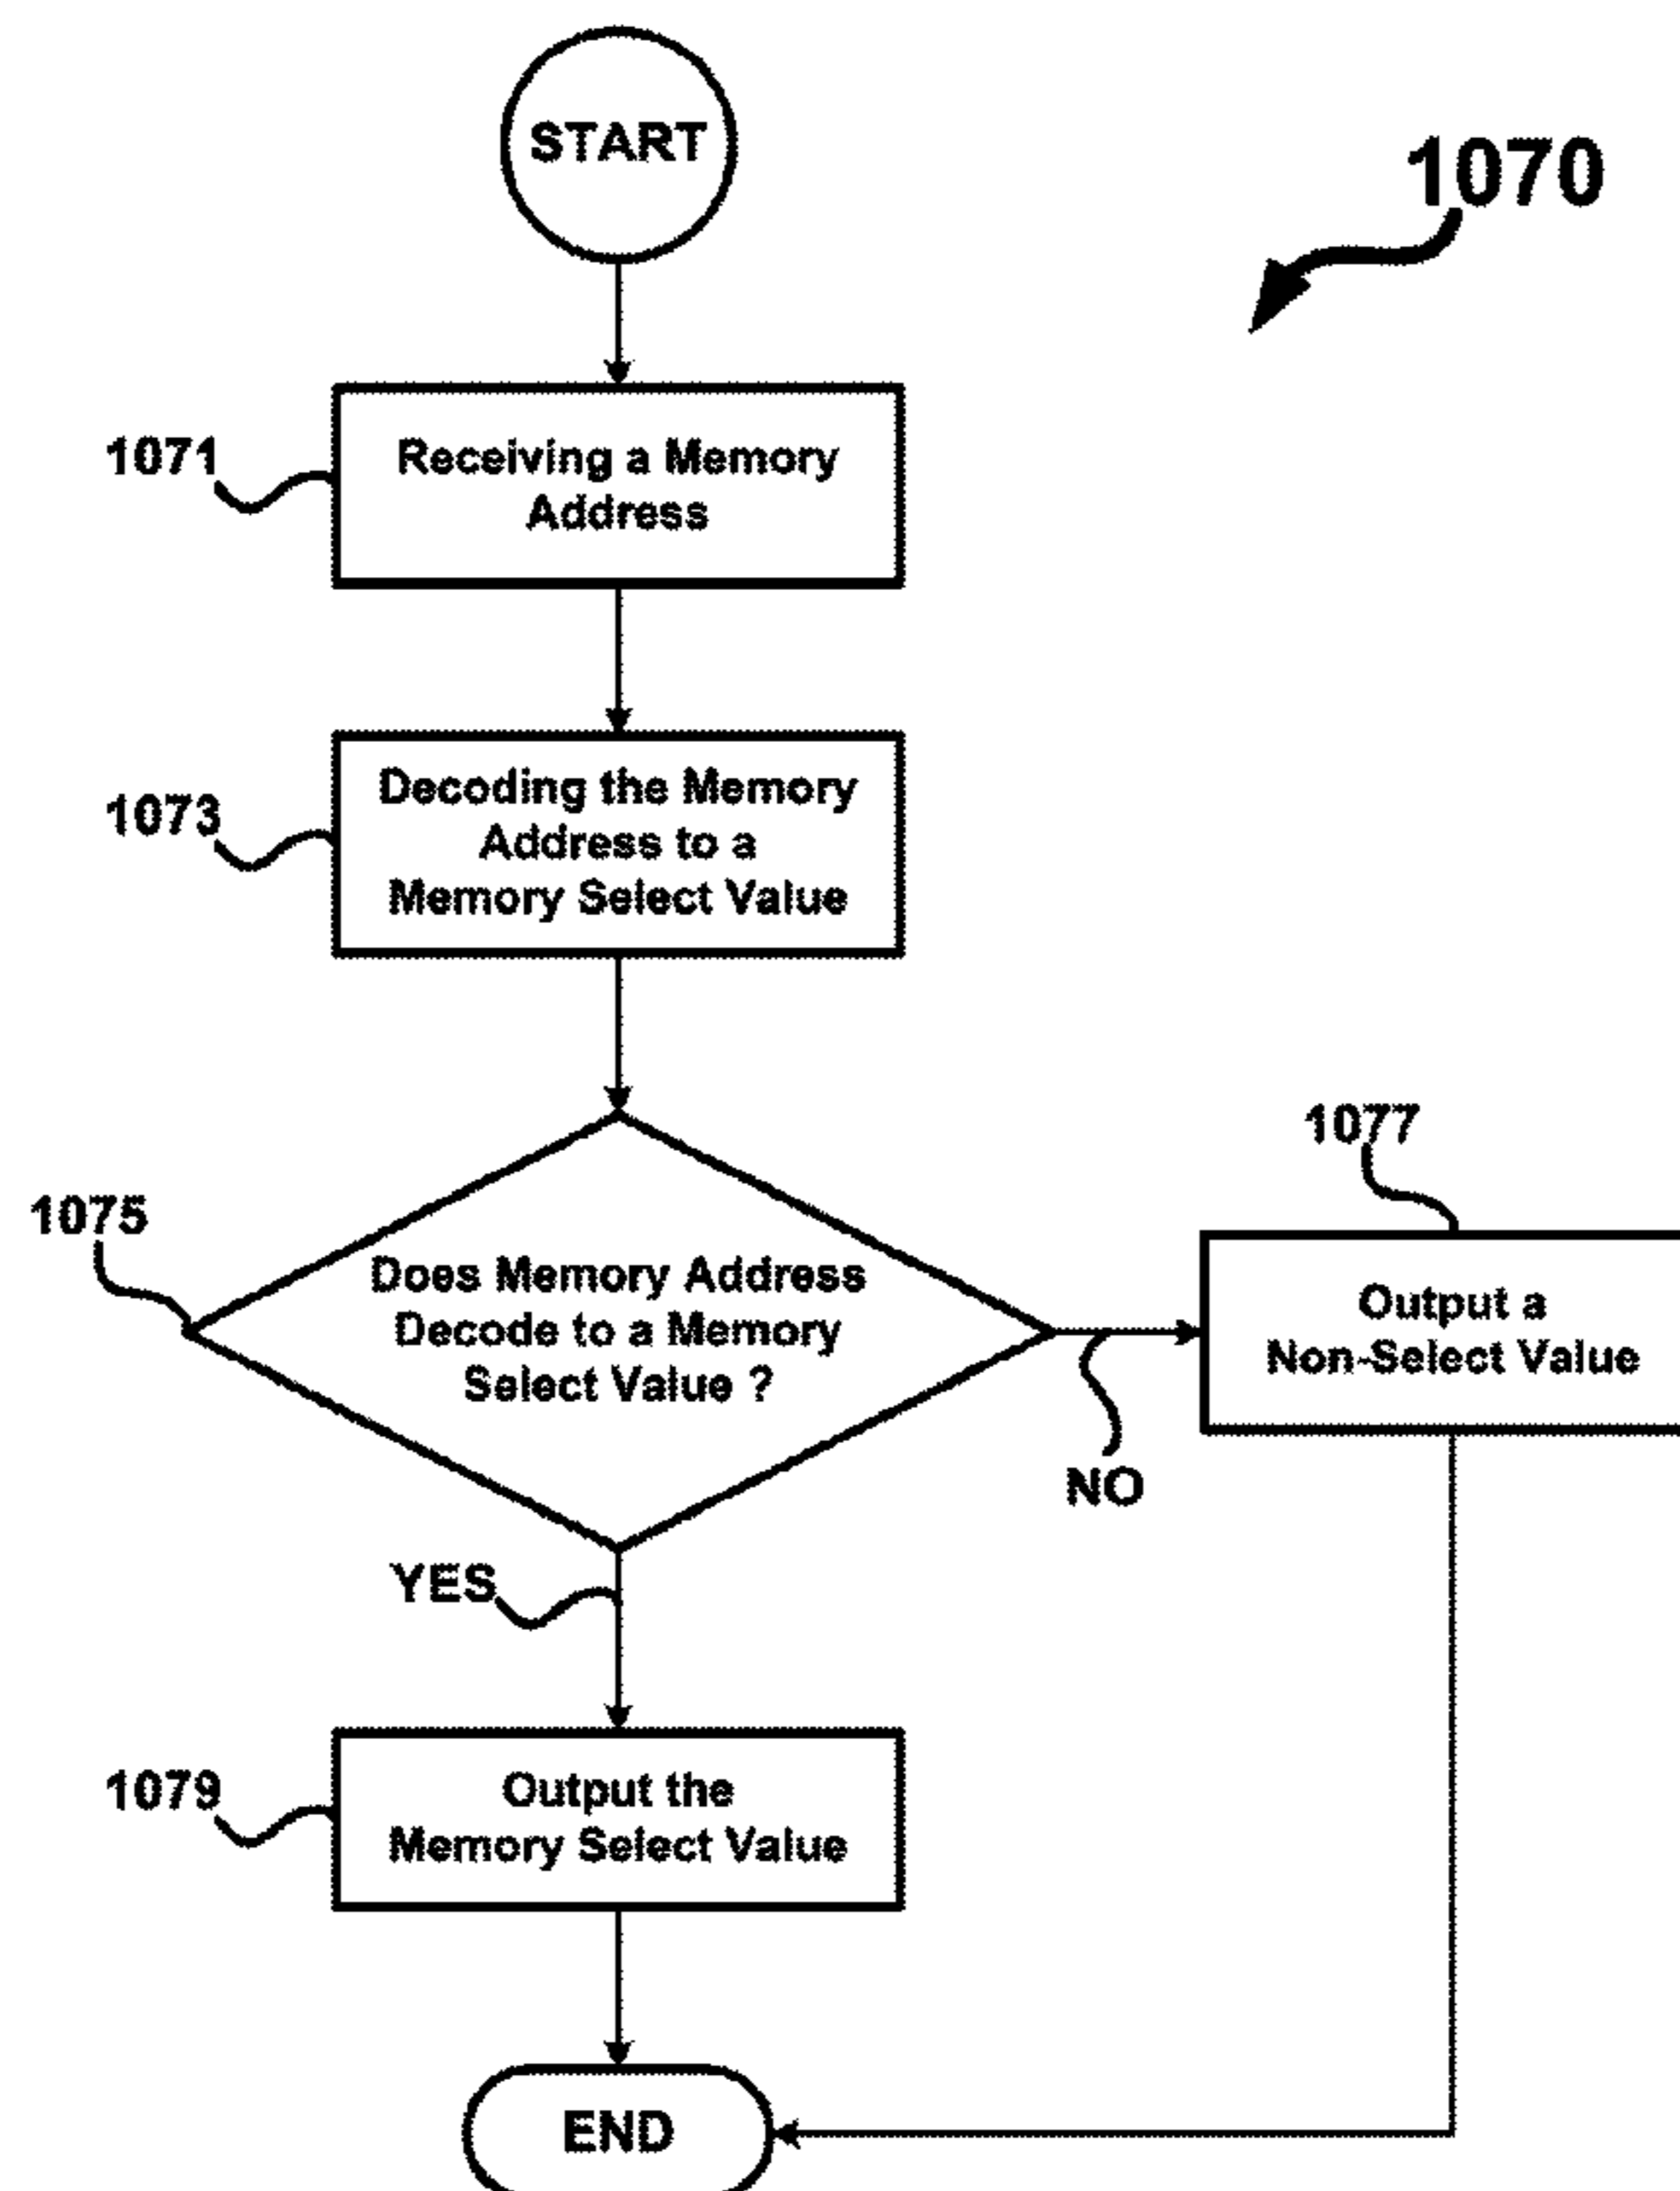 START
1070
1071
Receiving a Memory
Address
1073
Decoding the Memory
Address to a
Memory Select Value
1075
Does Memory Address
Decode to a Memory
Select Value ?
NO
1077
Output a
Non-Select Value
YES
1079
Output the
Memory Select Value
END